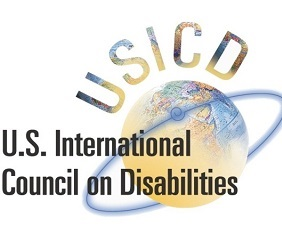 USICD
U.S. International
Council on Disabilities